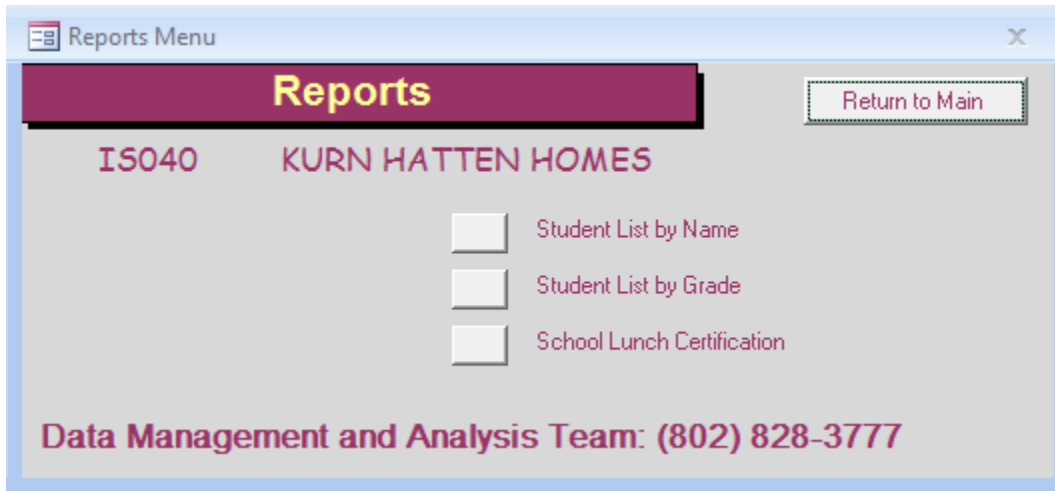 Reports Menu
Reports
Return to Main
IS040 KURN HATTEN HOMES
Student List by Name
Student List by Grade
School Lunch Certification
Data Management and Analysis Team: (802) 828-3777